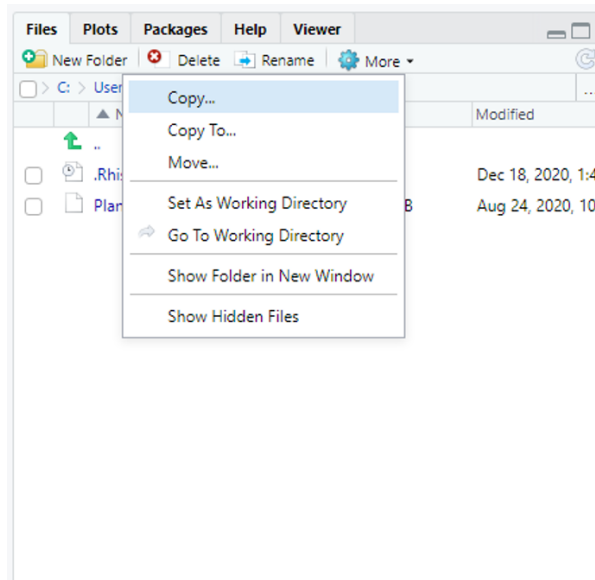 Files Plots Packages Help Viewer
New Folder Delete Rename More
C: > User
Copy...
Modified
Copy To...
..
Move...
.Rhis Dec 18, 2020, 1:4
Set As Working Directory
Plan B Aug 24, 2020, 10
Go To Working Directory
Show Folder in New Window
Show Hidden Files